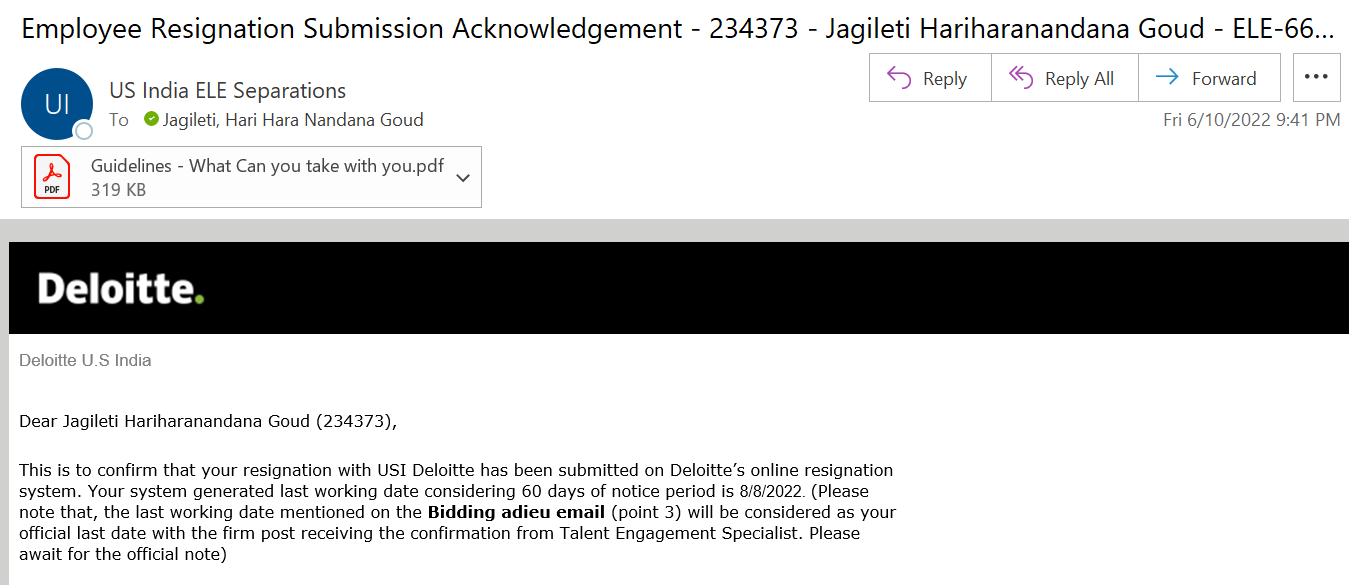 Employee Resignation Submission Acknowledgement - 234373 - Jagileti Hariharanandana Goud - ELE-66...
UI
US India ELE Separations
To Jagileti, Hari Hara Nandana Goud
Reply
Reply All
Forward
Fri 6/10/2022 9:41 PM
PDF
Guidelines - What Can you take with you.pdf
319 KB
Deloitte.
Deloitte U.S India
Dear Jagileti Hariharanandana Goud (234373),
This is to confirm that your resignation with USI Deloitte has been submitted on Deloitte’s online resignation
system. Your system generated last working date considering 60 days of notice period is 8/8/2022. (Please
note that, the last working date mentioned on the Bidding adieu email (point 3) will be considered as your
official last date with the firm post receiving the confirmation from Talent Engagement Specialist. Please
await for the official note)